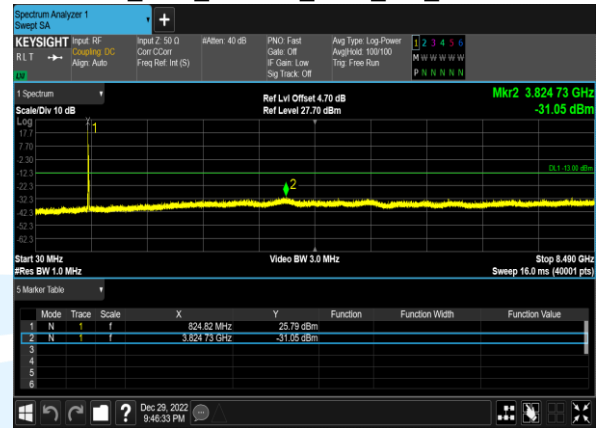 Spectrum Analyzer 1
Swept SA
+
KEYSIGHT
R L T
LV
Input: RF
Coupling: DC
Align: Auto
Input Z: 50 Ω
Corr CCorr
Freq Ref: Int (S)
#Atten: 40 dB
PNO: Fast
Gate: Off
IF Gain: Low
Sig Track: Off
Avg Type: Log-Power
Avg|Hold: 100/100
Trig: Free Run
1 2 3 4 5 6
M W W W W W
P N N N N N
1 Spectrum
Scale/Div 10 dB
Ref Lvl Offset 4.70 dB
Ref Level 27.70 dBm
Mkr2 3.824 73 GHz
-31.05 dBm
Log
17.7
7.70
-2.30
-12.3
-22.3
-32.3
-42.3
-52.3
-62.3
1
2
DL1 -13.00 dBm
Start 30 MHz
#Res BW 1.0 MHz
Video BW 3.0 MHz
Stop 8.490 GHz
Sweep 16.0 ms (40001 pts)
5 Marker Table
Mode Trace Scale X Y Function Function Width Function Value
1 N 1 f 824.82 MHz 25.79 dBm
2 N 1 f 3.824 73 GHz -31.05 dBm
3
4
5
6
?
Dec 29, 2022
9:46:33 PM